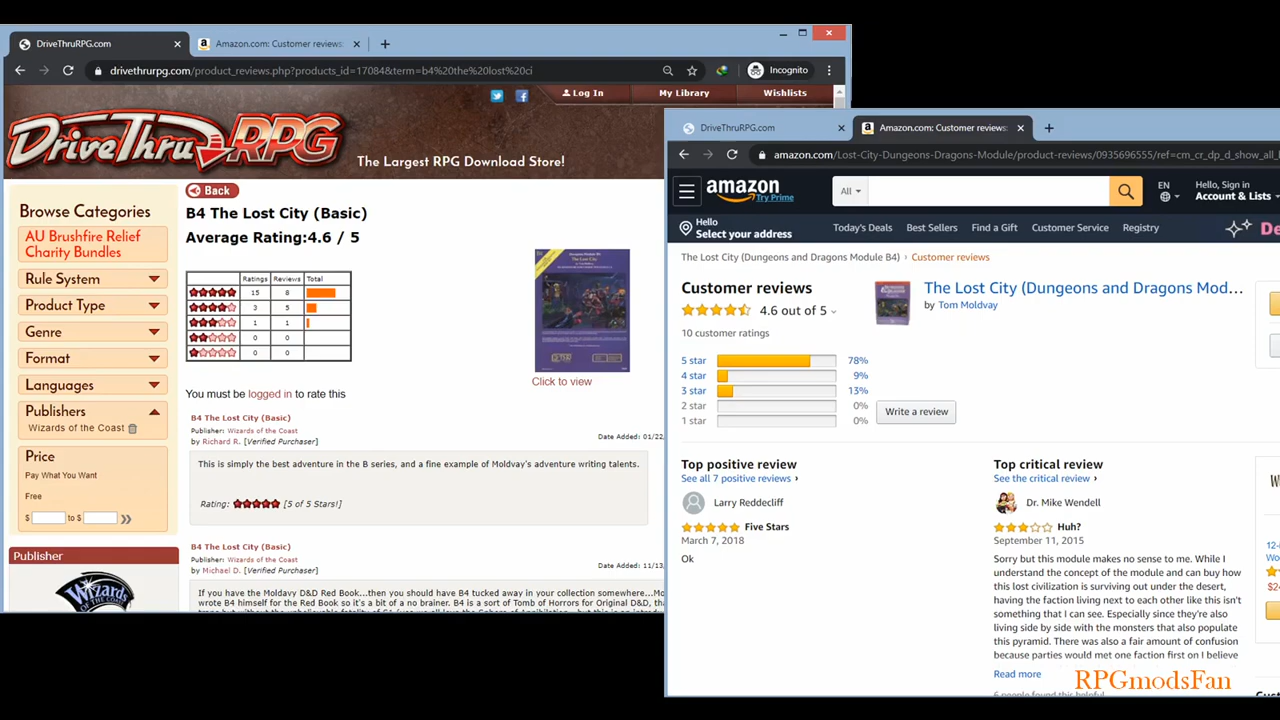 DriveThruRPG.com
Amazon.com: Customer reviews:
drivethrurpg.com/product_reviews.php?products_id=17084&term=b4%20the%20lost%20ci
Incognito
Log In
My Library
Wishlists
DriveThruRPG
The Largest RPG Download Store!
Back
Browse Categories
AU Brushfire Relief
Charity Bundles
Rule System
Product Type
Genre
Format
Languages
Publishers
Wizards of the Coast
Price
Pay What You Want
Free
$ to $
Publisher
B4 The Lost City (Basic)
Average Rating:4.6 / 5
Ratings Reviews Total
15 8
3 5
1 1
0 0
0 0
Click to view
You must be logged in to rate this
B4 The Lost City (Basic)
Publisher: Wizards of the Coast
by Richard R. [Verified Purchaser]
Date Added: 01/22,
This is simply the best adventure in the B series, and a fine example of Moldvay's adventure writing talents.
Rating: [5 of 5 Stars!]
B4 The Lost City (Basic)
Publisher: Wizards of the Coast
by Michael D. [Verified Purchaser]
Date Added: 11/13,
If you have the Moldavy D&D Red Book...then you should have B4 tucked away in your collection somewhere...Mo
wrote B4 himself for the Red Book so it's a bit of a no brainer. B4 is a sort of Tomb of Horrors for Original D&D, tha
DriveThruRPG.com
Amazon.com: Customer reviews:
amazon.com/Lost-City-Dungeons-Dragons-Module/product-reviews/0935696555/ref=cm_cr_dp_d_show_all_l
amazon
Try Prime
All
EN
Hello, Sign in
Account & Lists
Hello
Select your address
Today's Deals
Best Sellers
Find a Gift
Customer Service
Registry
The Lost City (Dungeons and Dragons Module B4) › Customer reviews
Customer reviews
4.6 out of 5
10 customer ratings
The Lost City (Dungeons and Dragons Mod...
by Tom Moldvay
5 star 78%
4 star 9%
3 star 13%
2 star 0%
1 star 0%
Write a review
Top positive review
See all 7 positive reviews ›
Larry Reddecliff
Five Stars
March 7, 2018
Ok
Top critical review
See the critical review ›
Dr. Mike Wendell
Huh?
September 11, 2015
Sorry but this module makes no sense to me. While I
understand the concept of the module and can buy how
this lost civilization is surviving out under the desert,
having the faction living next to each other like this isn't
something that I can see. Especially since they're also
living side by side with the monsters that also populate
this pyramid. There was also a fair amount of confusion
because parties would met one faction first on I believe
Read more
6 people found this helpful
RPGmodsFan